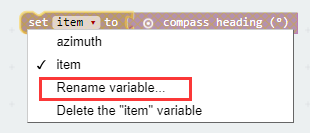 set item ▾ to compass heading (°)
azimuth
✓ item
Rename variable...
Delete the "item" variable